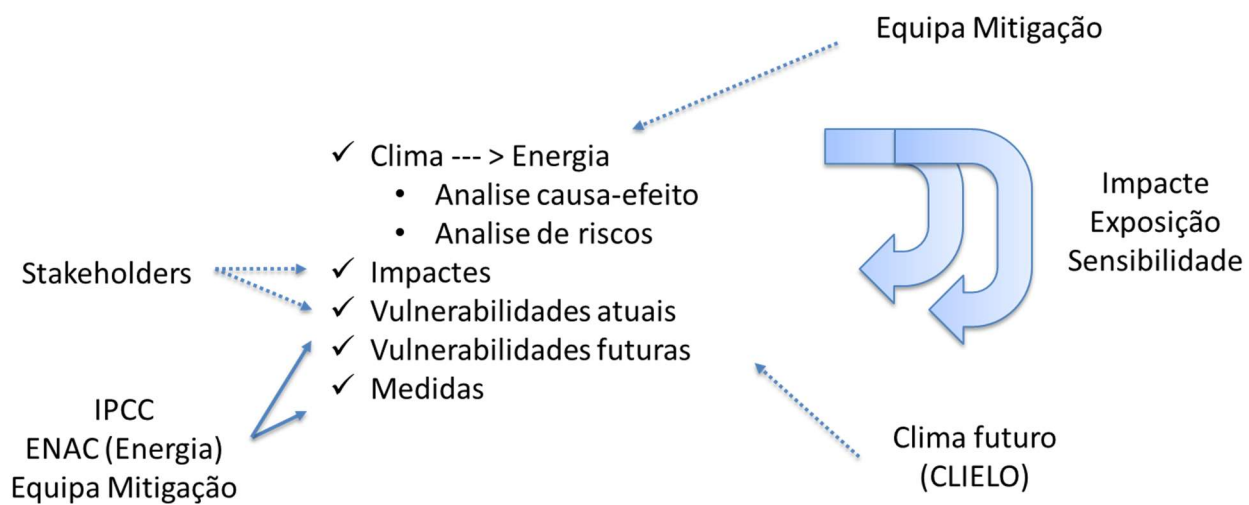 Equipa Mitigação
✓ Clima --- > Energia
• Analise causa-efeito
• Analise de riscos
✓ Impactes
✓ Vulnerabilidades atuais
✓ Vulnerabilidades futuras
✓ Medidas
Stakeholders
IPCC
ENAC (Energia)
Equipa Mitigação
Impacte
Exposição
Sensibilidade
Clima futuro
(CLIELO)